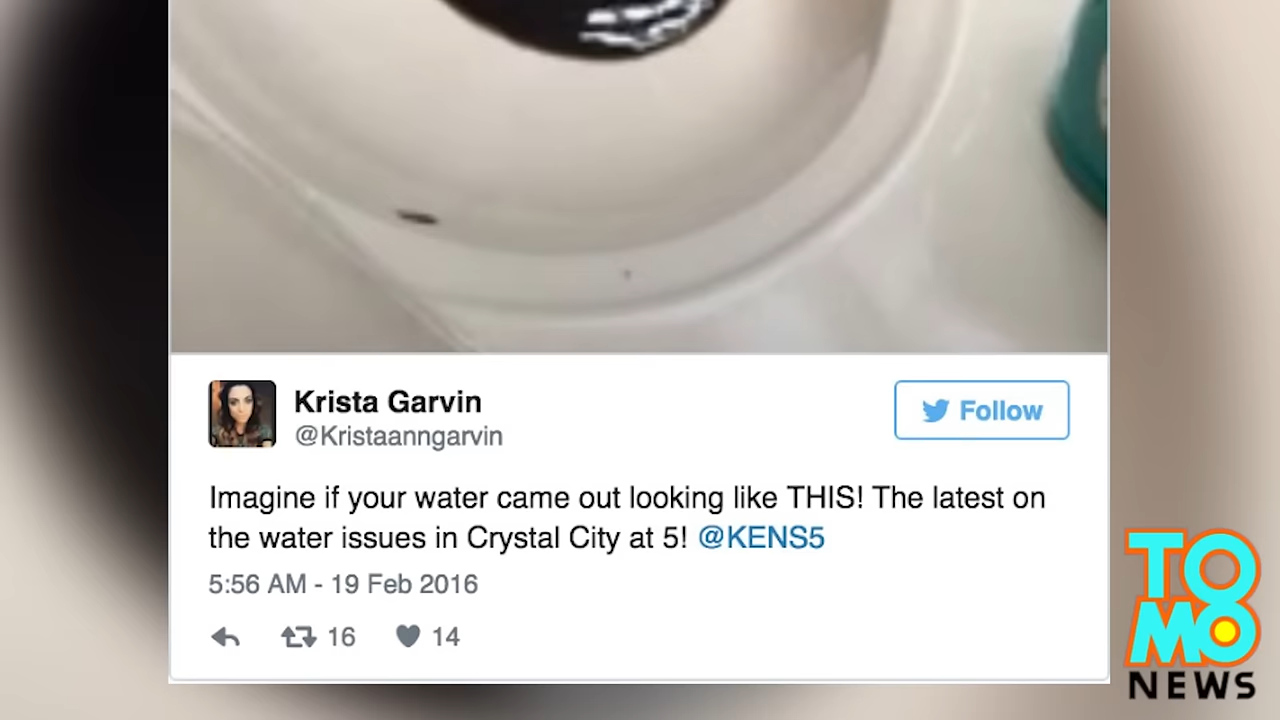 Krista Garvin
@Kristaanngarvin
Follow
Imagine if your water came out looking like THIS! The latest on
the water issues in Crystal City at 5! @KENS5
5:56 AM - 19 Feb 2016
16 14
TOMO
NEWS